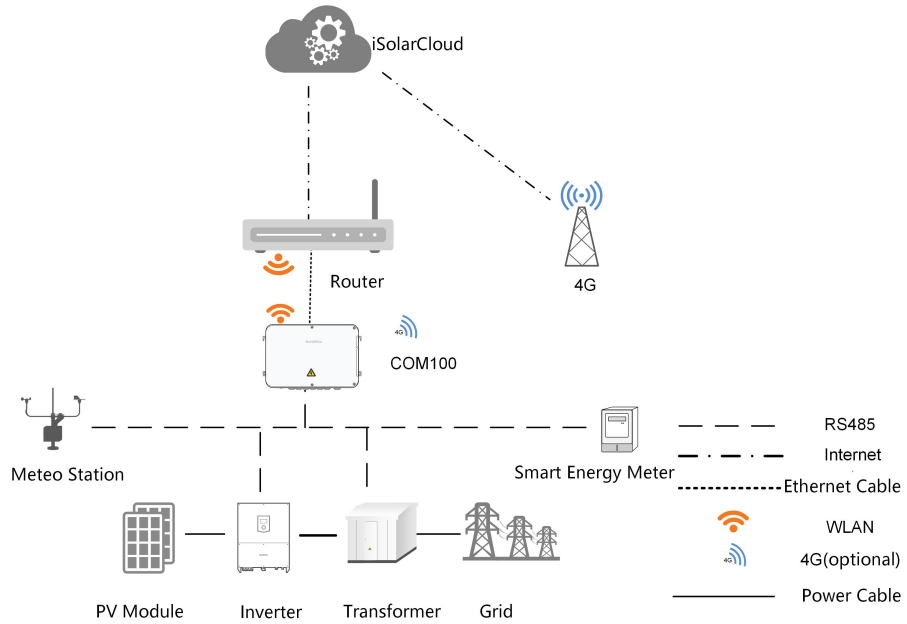 iSolarCloud
Router
4G
4G
COM100
Meteo Station
Smart Energy Meter
RS485
Internet
Ethernet Cable
WLAN
4G
4G(optional)
Power Cable
PV Module
Inverter
Transformer
Grid